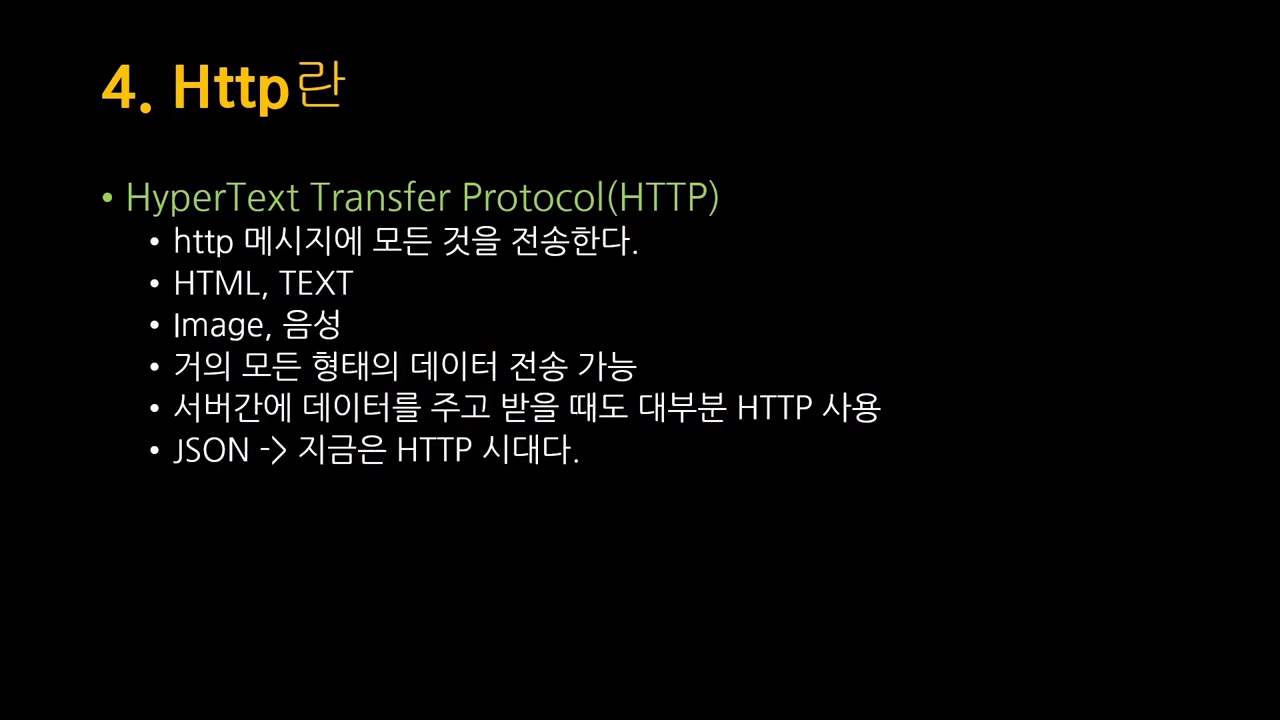 4. Http란
• HyperText Transfer Protocol(HTTP)
• http 메시지에 모든 것을 전송한다.
• HTML, TEXT
• Image, 음성
• 거의 모든 형태의 데이터 전송 가능
• 서버간에 데이터를 주고 받을 때도 대부분 HTTP 사용
• JSON -> 지금은 HTTP 시대다.